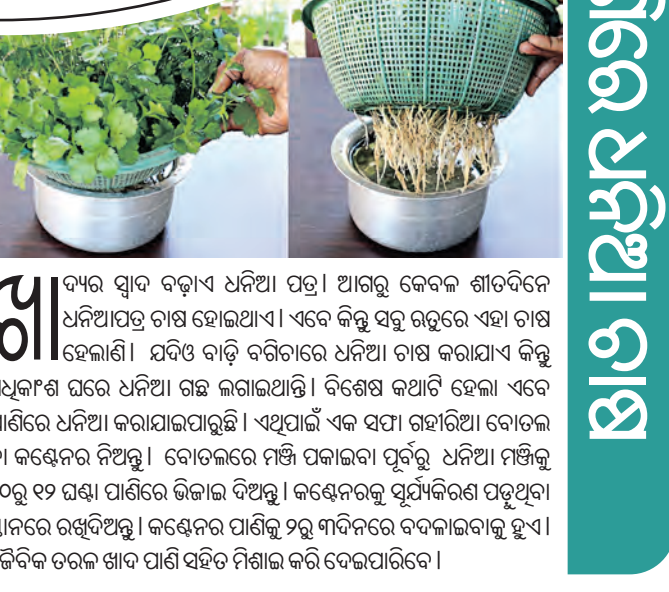 ଖାଦ୍ୟର ସ୍ୱାଦ ବଢ଼ାଏ ଧନିଆ ପତ୍ର। ଆଗରୁ କେବଳ ଶୀତଦିନେ
ଧନିଆପତ୍ର ଚାଷ ହୋଇଥାଏ। ଏବେ କିନ୍ତୁ ସବୁ ଋତୁରେ ଏହା ଚାଷ
ହେଲାଣି। ଯଦିଓ ବାଡ଼ି ବଗିଚାରେ ଧନିଆ ଚାଷ କରାଯାଏ କିନ୍ତୁ
ଘରେ ଧନିଆ ଗଛ ଲଗାଇଥାନ୍ତି। ବିଶେଷ କଥାଟି ହେଲା ଏବେ
ଧନିଆ କରାଯାଇପାରୁଛି। ଏଥିପାଇଁ ଏକ ସଫା ଗହୀରିଆ ବୋତଲ
କଣ୍ଟେନର ନିଅନ୍ତୁ। ବୋତଲରେ ମଞ୍ଜି ପକାଇବା ପୂର୍ବରୁ ଧନିଆ ମଞ୍ଜିକୁ
୧୨ ଘଣ୍ଟା ପାଣିରେ ଭିଜାଇ ଦିଅନ୍ତୁ। କଣ୍ଟେନରକୁ ସୂର୍ଯ୍ୟକିରଣ ପଡ଼ୁଥିବା
ରଖିଦିଅନ୍ତୁ। କଣ୍ଟେନର ପାଣିକୁ ୨ରୁ ୩ଦିନରେ ବଦଳାଇବାକୁ ହୁଏ।
ଜୈବିକ ତରଳ ଖାଦ ପାଣି ସହିତ ମିଶାଇ କରି ଦେଇପାରିବେ।
ଧନିଆ ଚାଷ